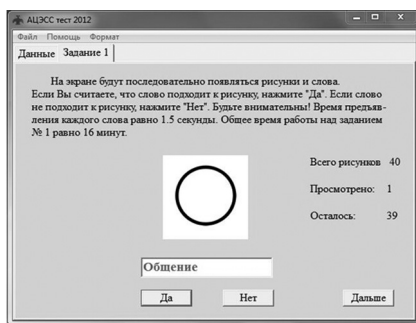 АЦЭСС тест 2012
Файл Помощь Формат
Данные Задание 1
На экране будут последовательно появляться рисунки и слова.
Если Вы считаете, что слово подходит к рисунку, нажмите "Да". Если слово
не подходит к рисунку, нажмите "Нет". Будьте внимательны! Время предъяв-
ления каждого слова равно 1.5 секунды. Общее время работы над заданием
№ 1 равно 16 минут.
Всего рисунков 40
Просмотрено: 1
Осталось: 39
Общение
Да Нет Дальше